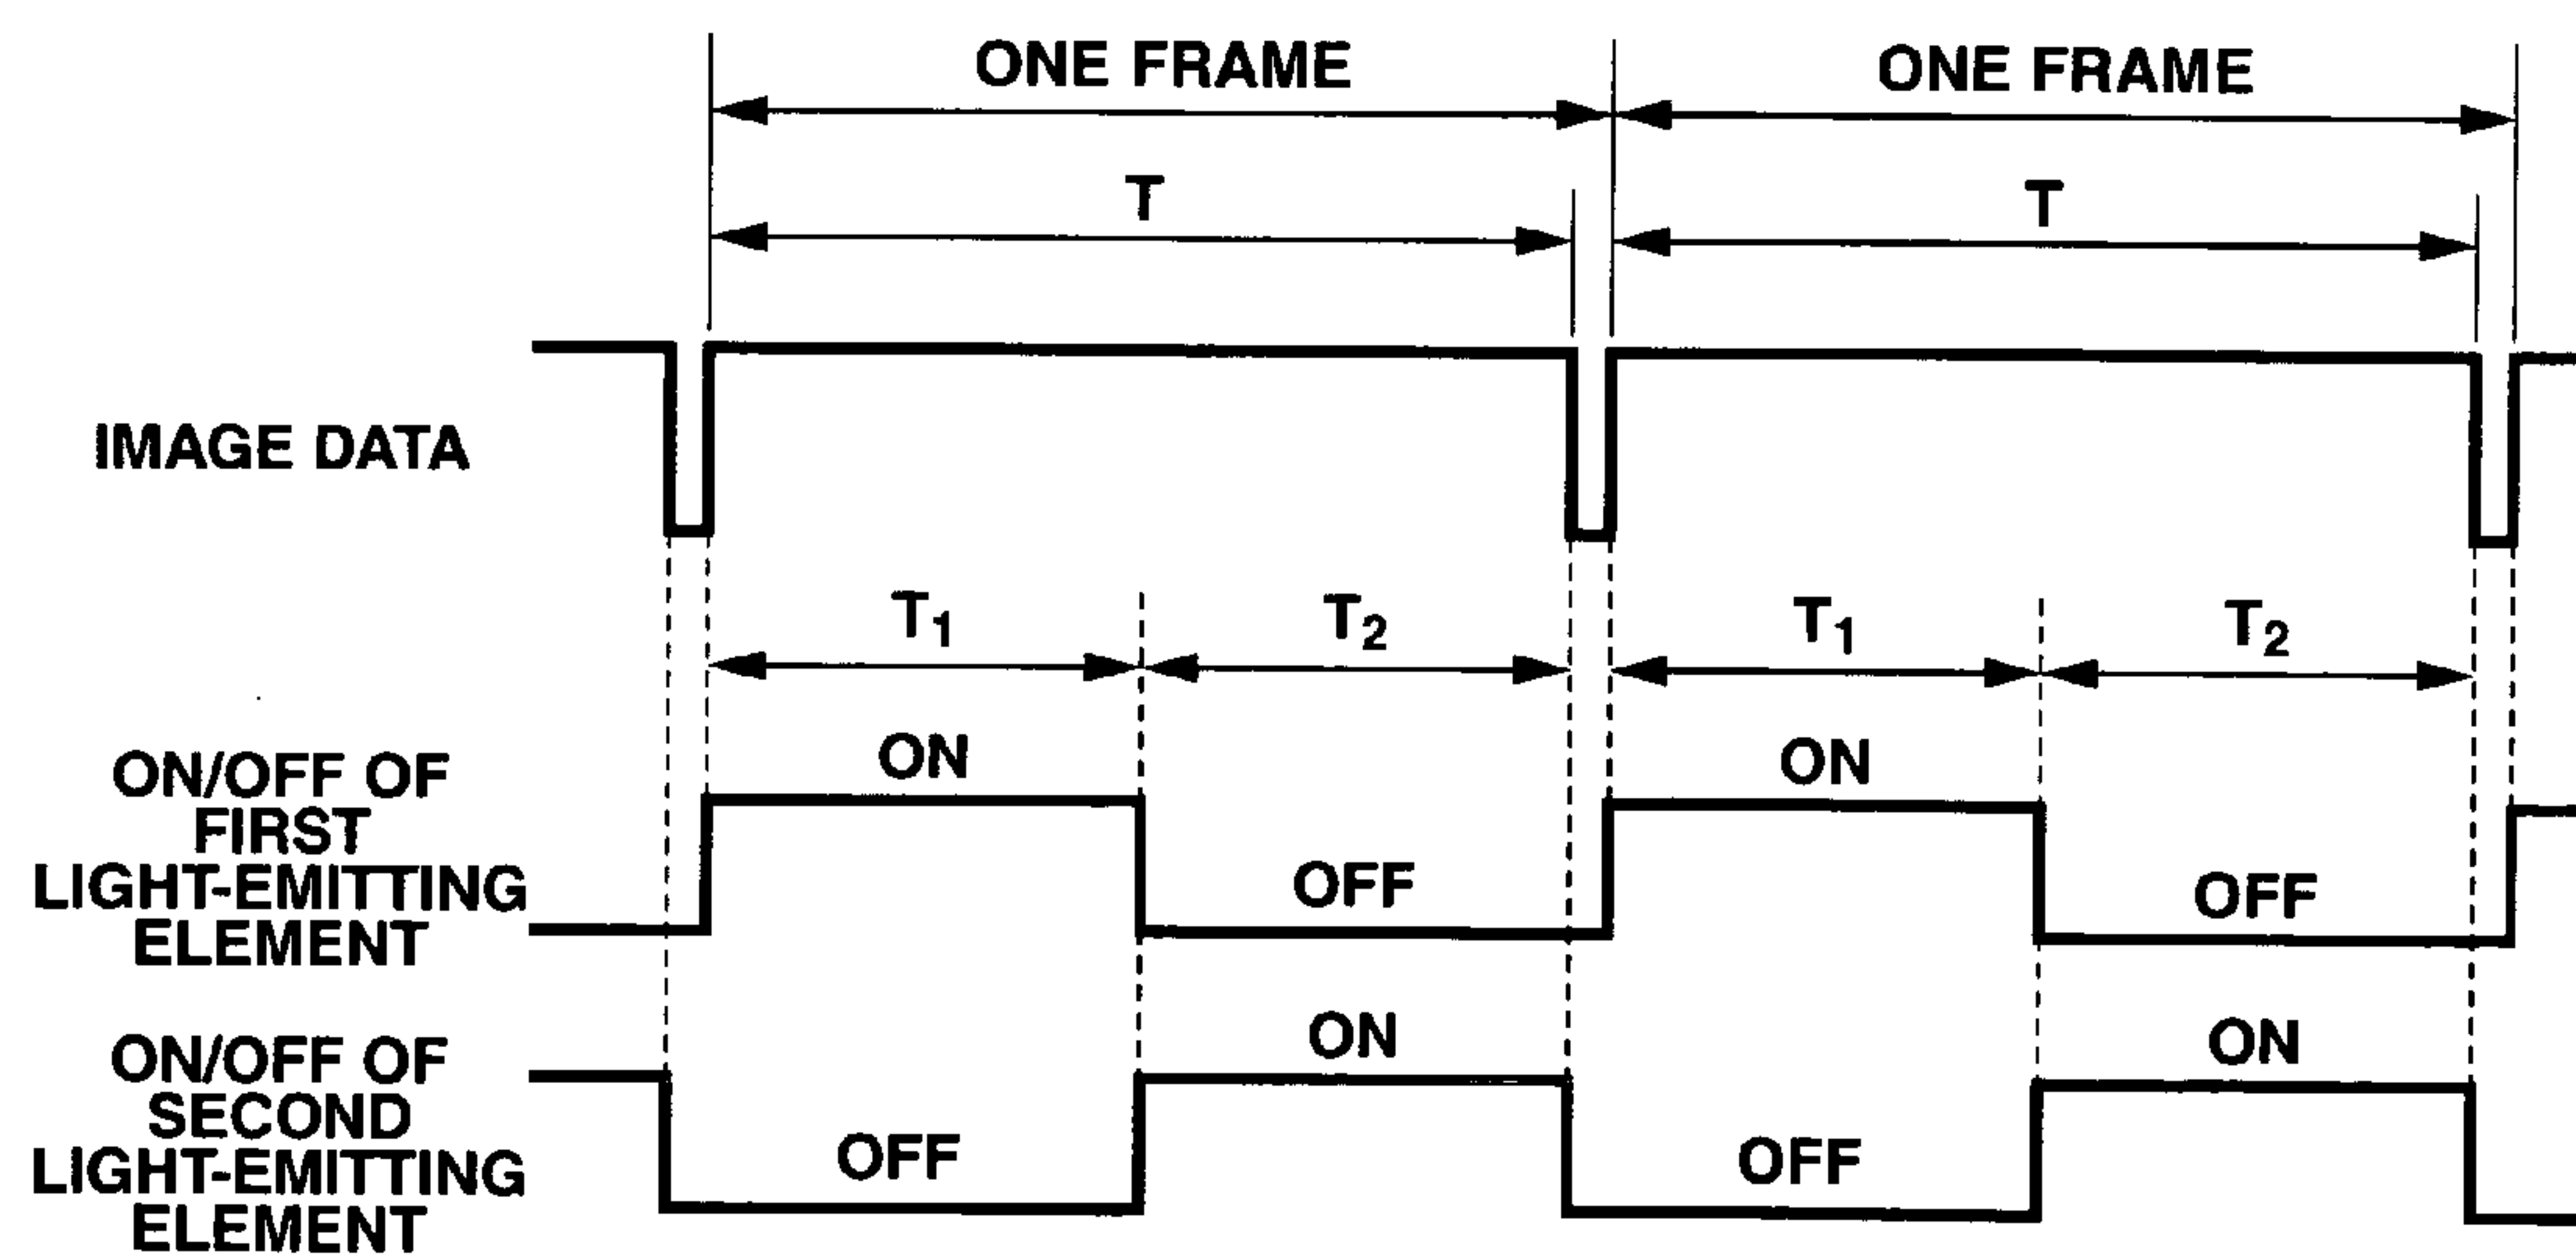 ONE FRAME
ONE FRAME
T
T
IMAGE DATA
T1
T2
T1
T2
ON/OFF OF
FIRST
LIGHT-EMITTING
ELEMENT
ON
OFF
ON
OFF
ON/OFF OF
SECOND
LIGHT-EMITTING
ELEMENT
OFF
ON
OFF
ON